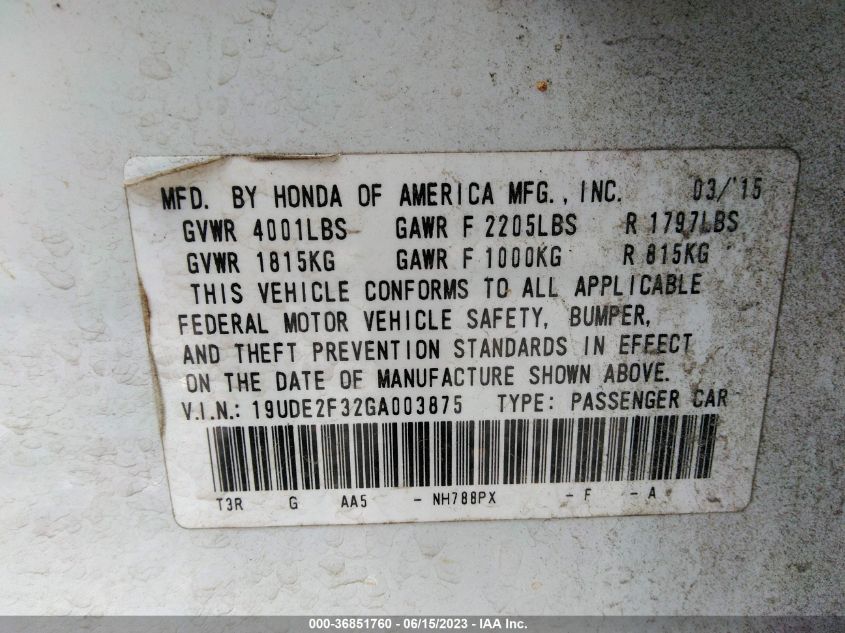 MFD. BY HONDA OF AMERICA MFG., INC. 03/'15
GVWR 4001LBS GAWR F 2205LBS R 1797LBS
GVWR 1815KG GAWR F 1000KG R 815KG
THIS VEHICLE CONFORMS TO ALL APPLICABLE
FEDERAL MOTOR VEHICLE SAFETY, BUMPER,
AND THEFT PREVENTION STANDARDS IN EFFECT
ON THE DATE OF MANUFACTURE SHOWN ABOVE.
V.I.N.: 19UDE2F32GA003875 TYPE: PASSENGER CAR
T3R G AA5 - NH788PX - F - A
000-36851760 - 06/15/2023 - IAA Inc.